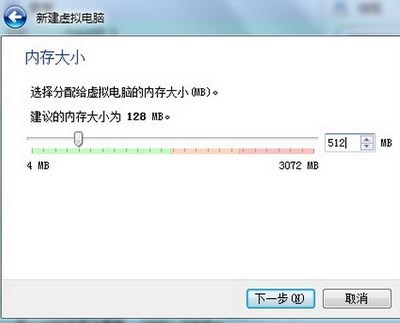 新建虚拟电脑
内存大小
选择分配给虚拟电脑的内存大小(MB)。
建议的内存大小为 128 MB。
512 MB
4 MB 3072 MB
下一步(N) 取消